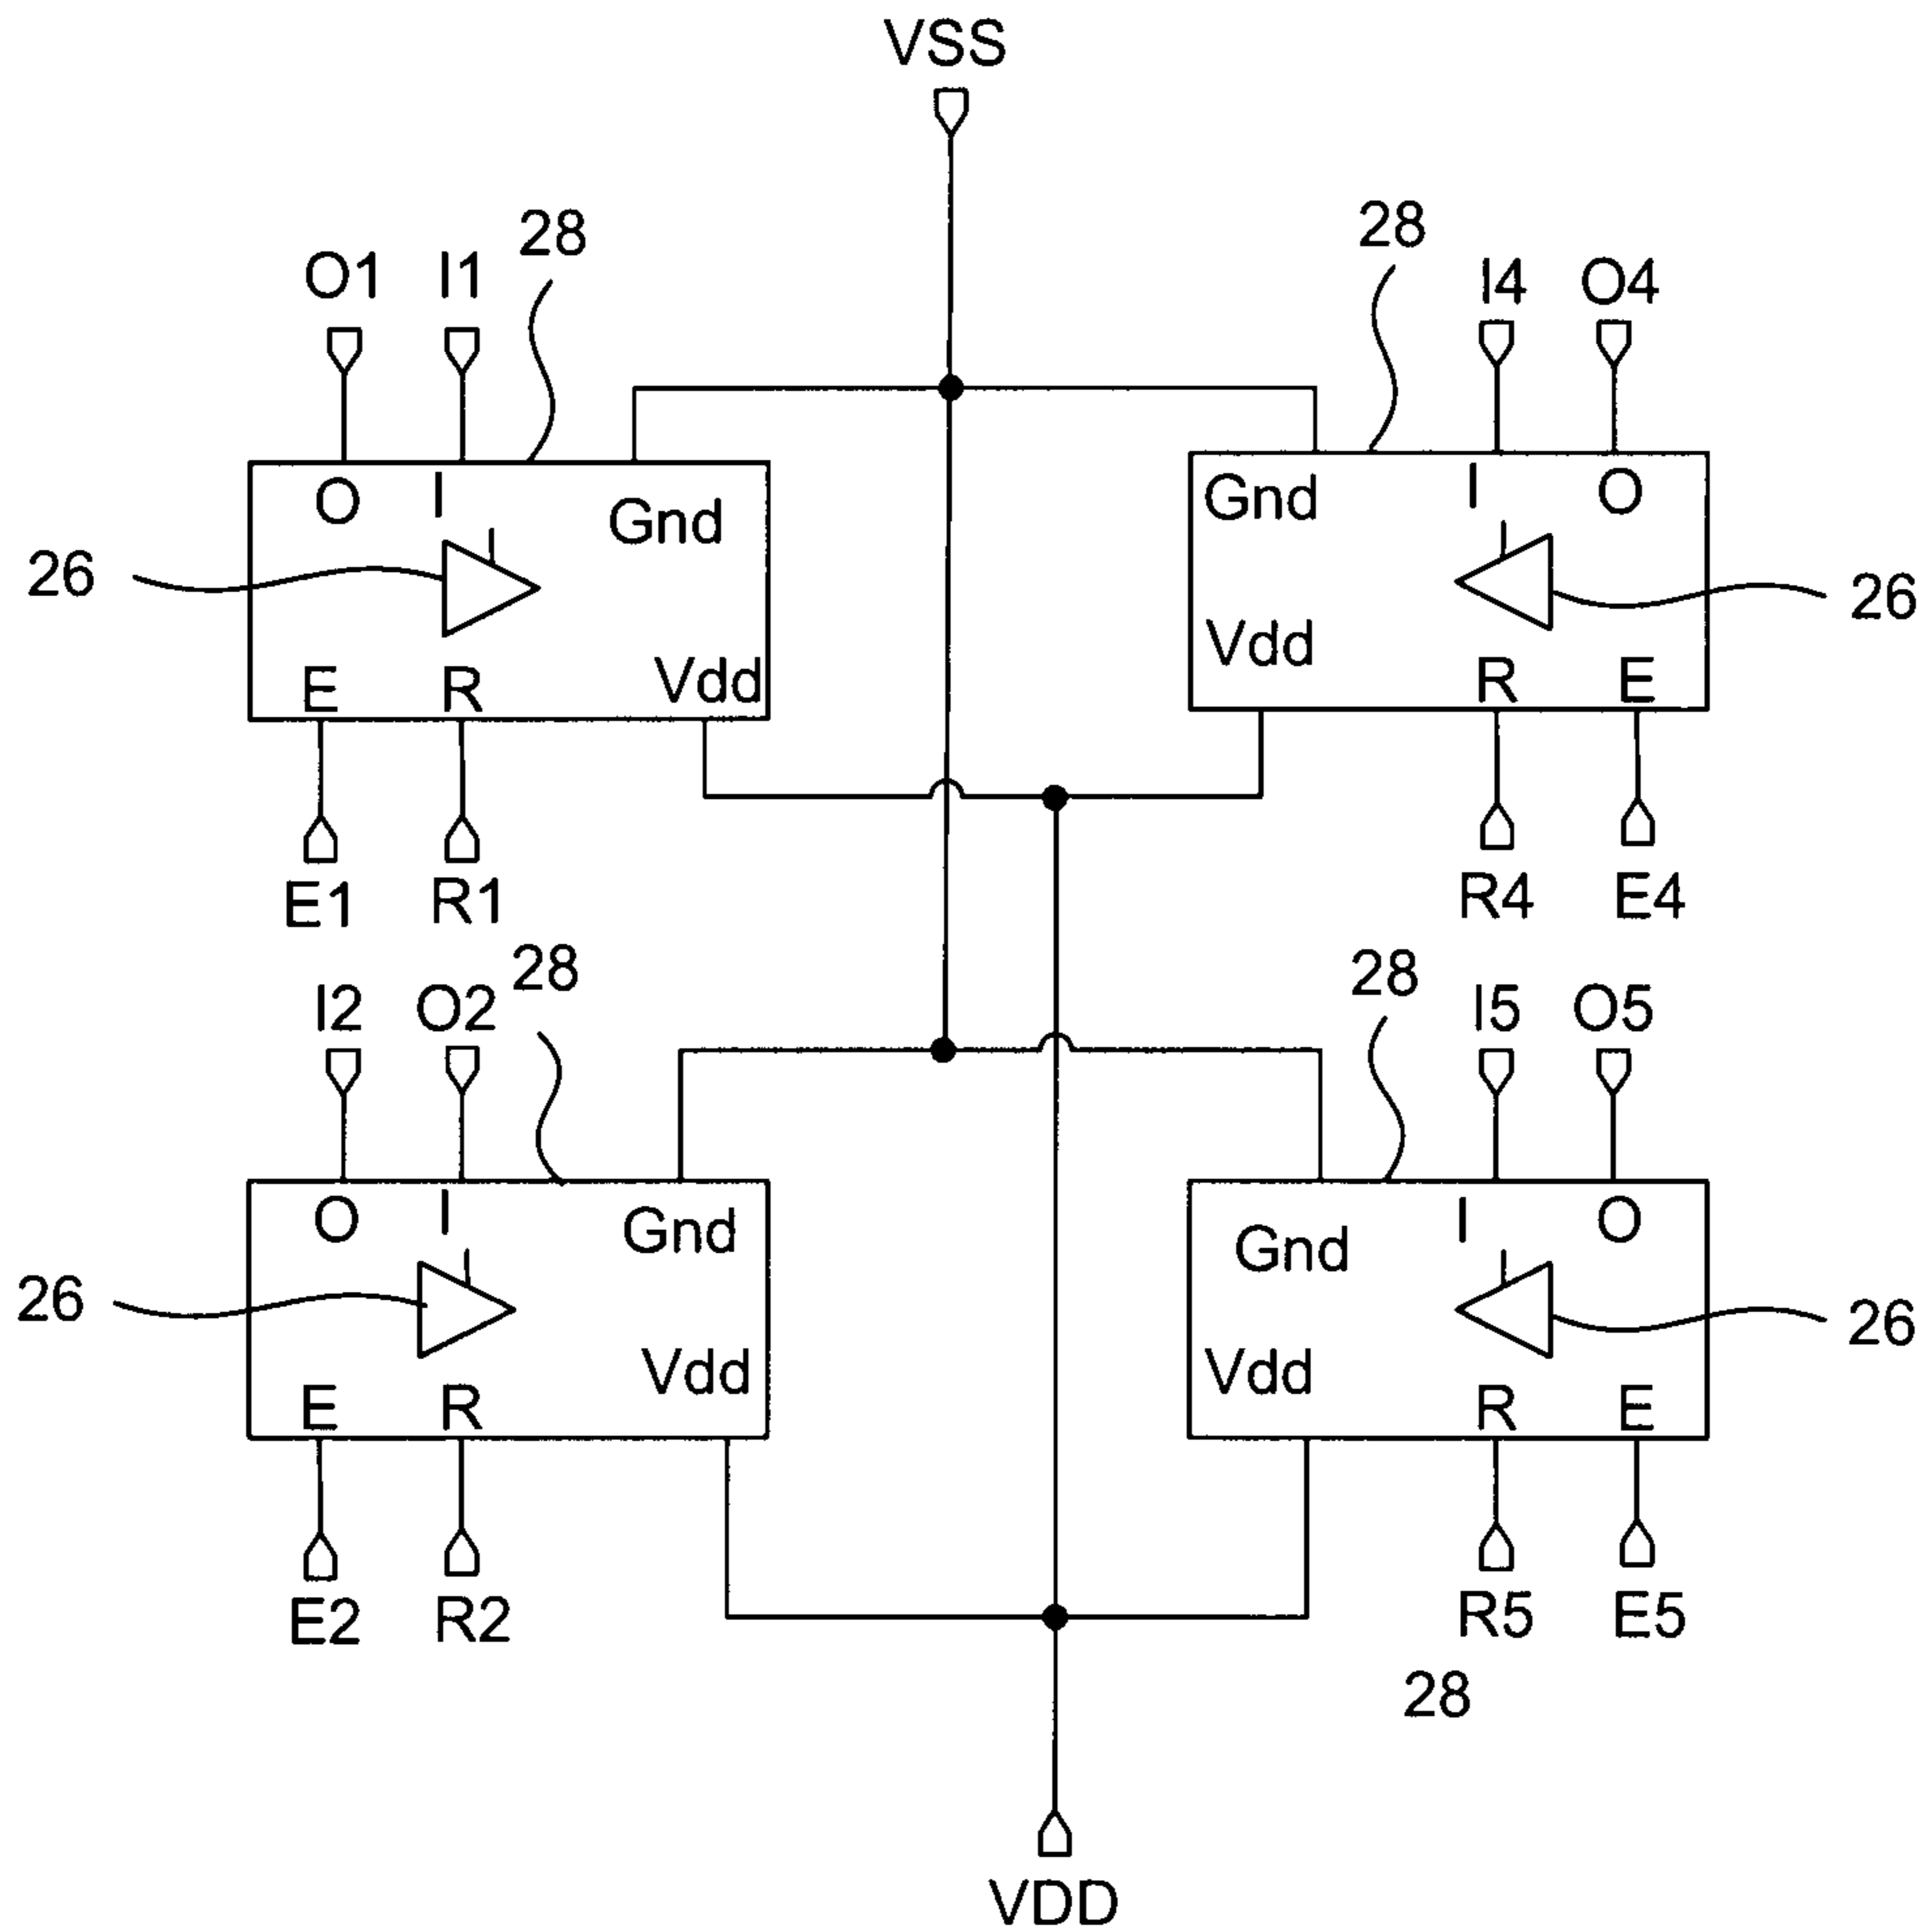 VSS
28
28
O1 I1
I4 O4
O I Gnd
Gnd I O
26
26
Vdd
E R Vdd
R E
E1 R1
R4 E4
28
28
I2 O2
I5 O5
O I Gnd
Gnd I O
26
26
Vdd
Vdd
E R
R E
E2 R2
R5 E5
28
VDD